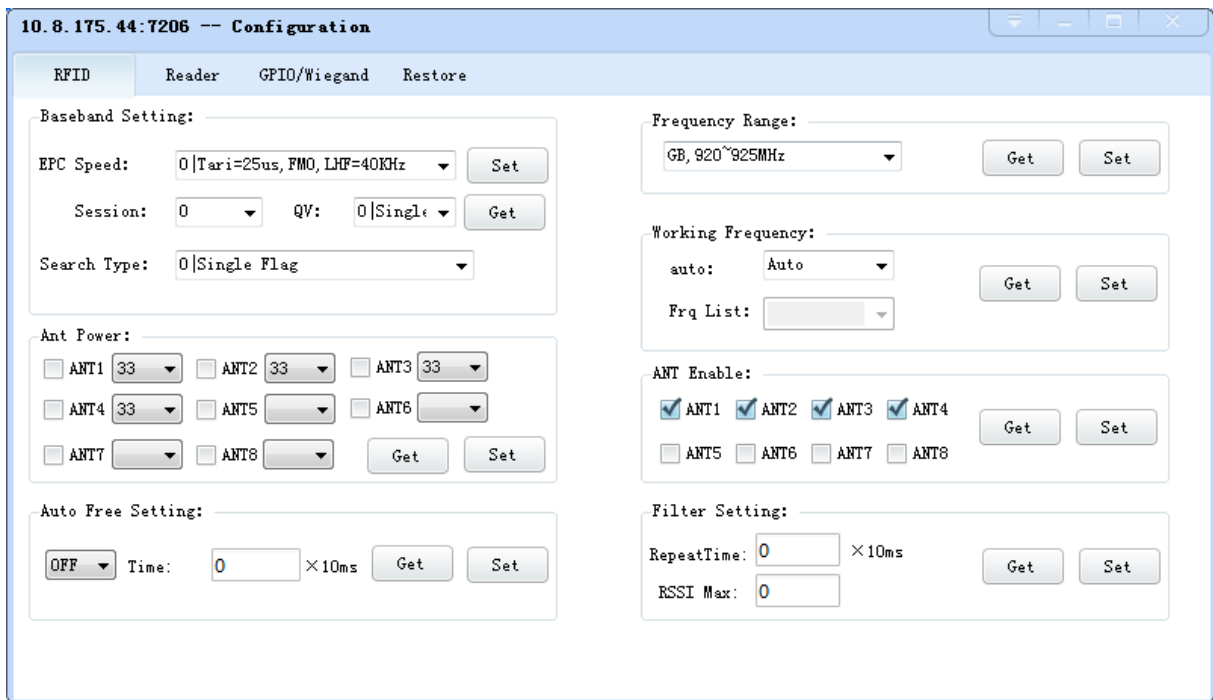 10.8.175.44:7206 -- Configuration
RFID Reader GPIO/Wiegand Restore
Baseband Setting:
EPC Speed: 0|Tari=25us,FM0,LHF=40KHz Set
Session: 0 QV: 0|Single Get
Search Type: 0|Single Flag
Ant Power:
ANT1 33 ANT2 33 ANT3 33
ANT4 33 ANT5 ANT6
ANT7 ANT8 Get Set
Auto Free Setting:
OFF Time: 0 ×10ms Get Set
Frequency Range:
GB,920~925MHz Get Set
Working Frequency:
auto: Auto
Get Set
Frq List:
ANT Enable:
ANT1 ANT2 ANT3 ANT4
Get Set
ANT5 ANT6 ANT7 ANT8
Filter Setting:
RepeatTime: 0 ×10ms
Get Set
RSSI Max: 0